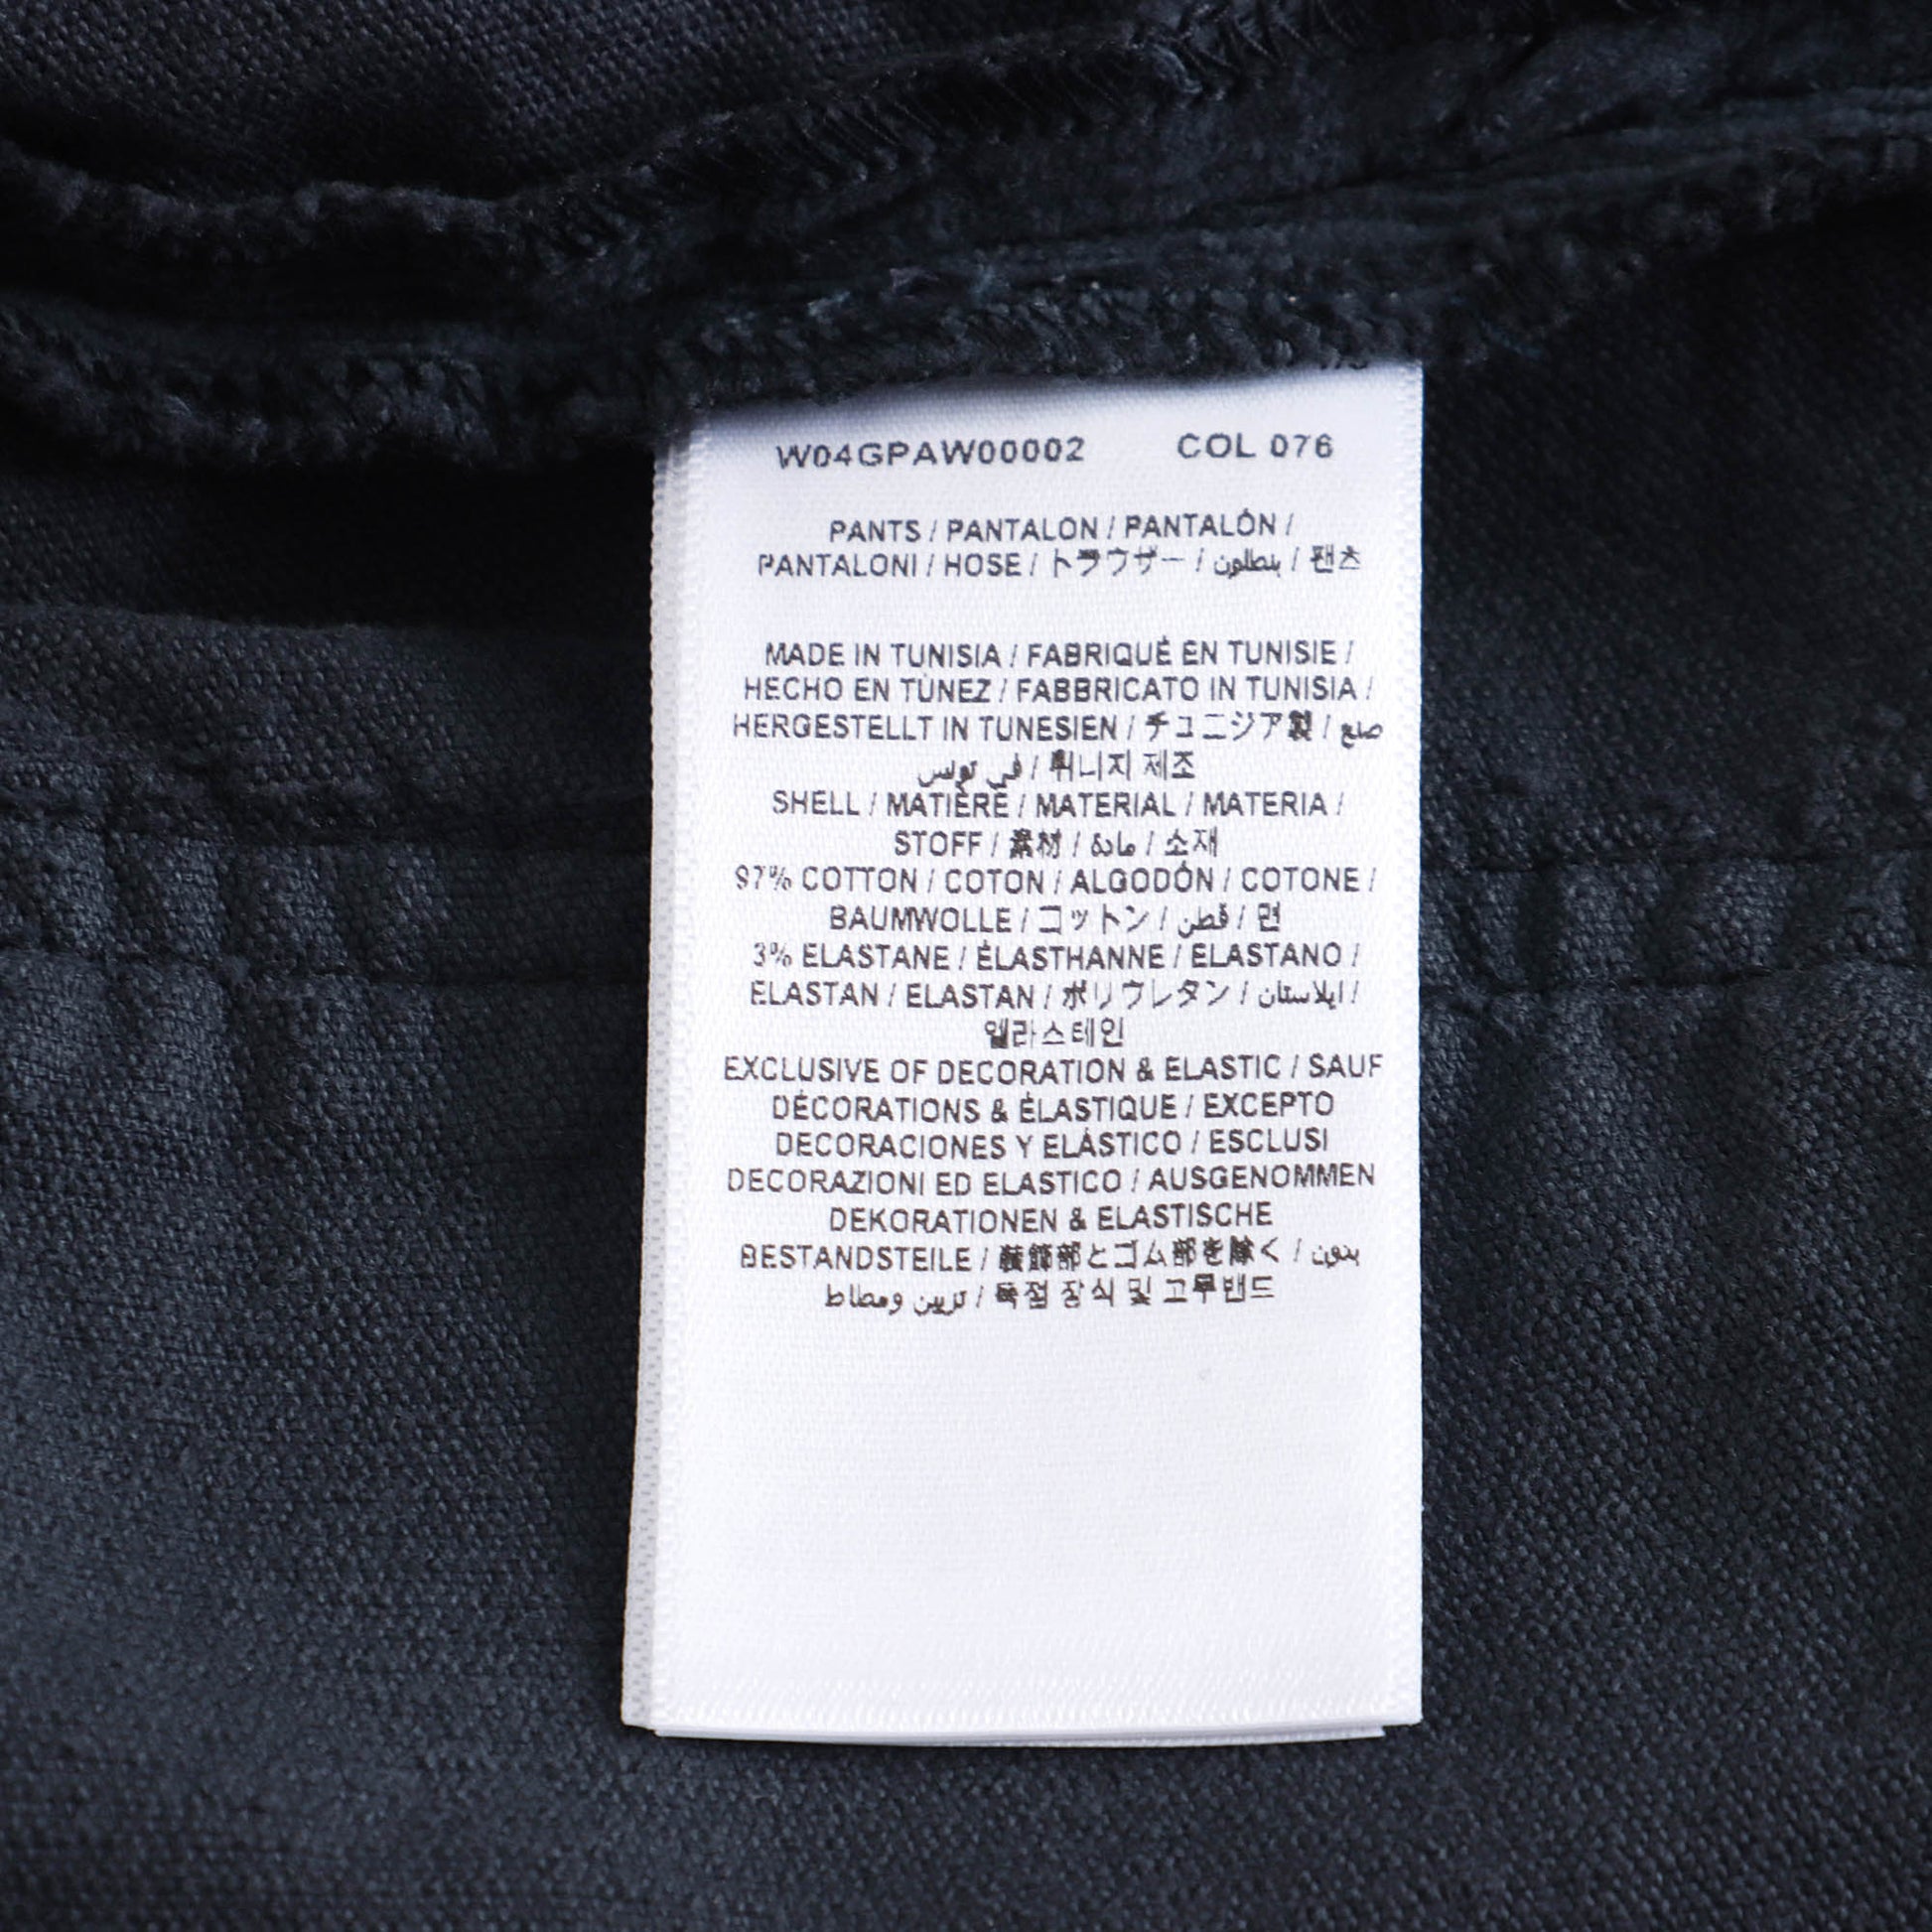 W04GPAW00002 COL 076
PANTS / PANTALON / PANTALÓN /
PANTALONI / HOSE / トラウザー / بنطلون / 팬츠
MADE IN TUNISIA / FABRIQUÉ EN TUNISIE /
HECHO EN TÚNEZ / FABBRICATO IN TUNISIA /
HERGESTELLT IN TUNESIEN / チュニジア製 / صنع
في تونس / 튀니지 제조
SHELL / MATIÈRE / MATERIAL / MATERIA /
STOFF / 素材 / مادة / 소재
97% COTTON / COTON / ALGODÓN / COTONE /
BAUMWOLLE / コットン / قطن / 면
3% ELASTANE / ÉLASTHANNE / ELASTANO /
ELASTAN / ELASTAN / ポリウレタン / ايلاستان /
엘라스테인
EXCLUSIVE OF DECORATION & ELASTIC / SAUF
DÉCORATIONS & ÉLASTIQUE / EXCEPTO
DECORACIONES Y ELÁSTICO / ESCLUSI
DECORAZIONI ED ELASTICO / AUSGENOMMEN
DEKORATIONEN & ELASTISCHE
BESTANDSTEILE / 装飾部とゴム部を除く / بدون
تزيين ومطاط / 독점 장식 및 고무밴드